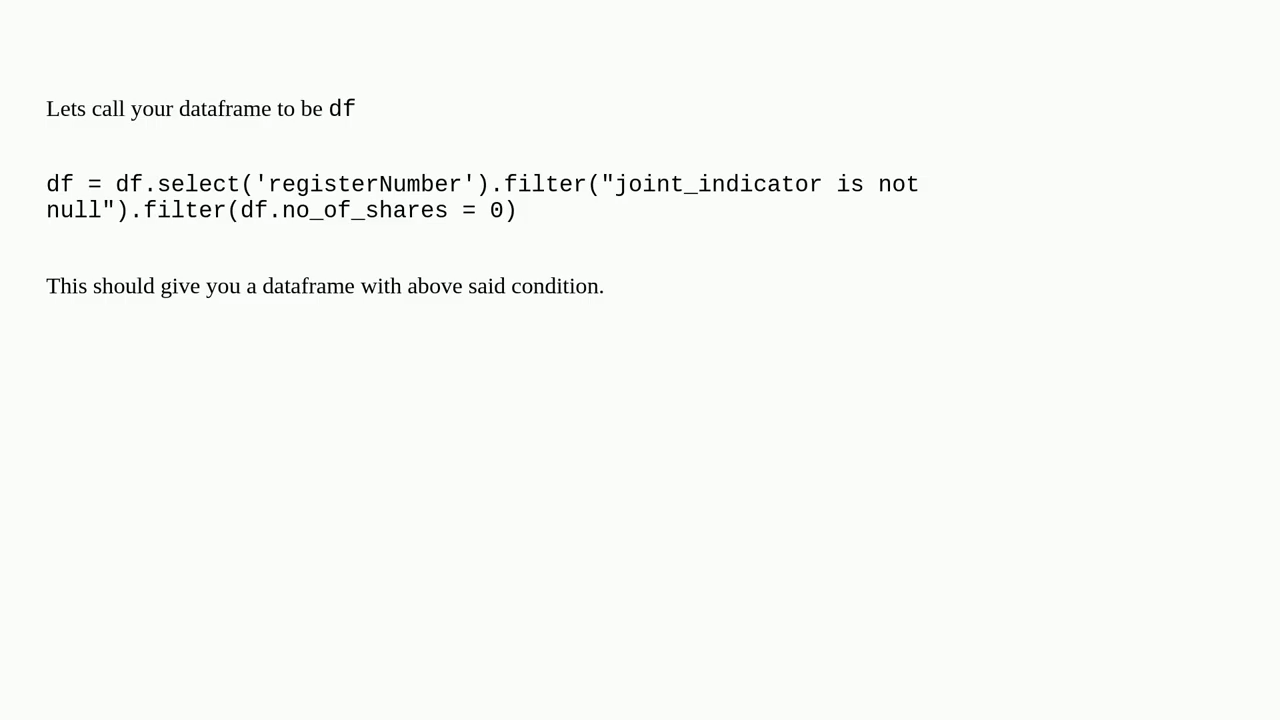 Lets call your dataframe to be df
df = df.select('registerNumber').filter("joint_indicator is not
null").filter(df.no_of_shares = 0)
This should give you a dataframe with above said condition.